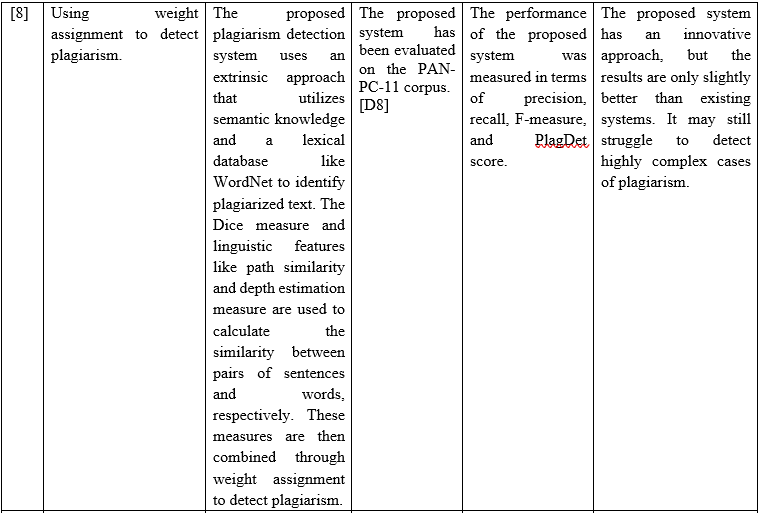 [8]
Using weight
assignment to detect
plagiarism.
The proposed
plagiarism detection
system uses an
extrinsic approach
that utilizes
semantic knowledge
and a lexical
database like
WordNet to identify
plagiarized text. The
Dice measure and
linguistic features
like path similarity
and depth estimation
measure are used to
calculate the
similarity between
pairs of sentences
and words,
respectively. These
measures are then
combined through
weight assignment
to detect plagiarism.
The proposed
system has
been evaluated
on the PAN-
PC-11 corpus.
[D8]
The performance
of the proposed
system was
measured in terms
of precision,
recall, F-measure,
and PlagDet
score.
The proposed system
has an innovative
approach, but the
results are only slightly
better than existing
systems. It may still
struggle to detect
highly complex cases
of plagiarism.